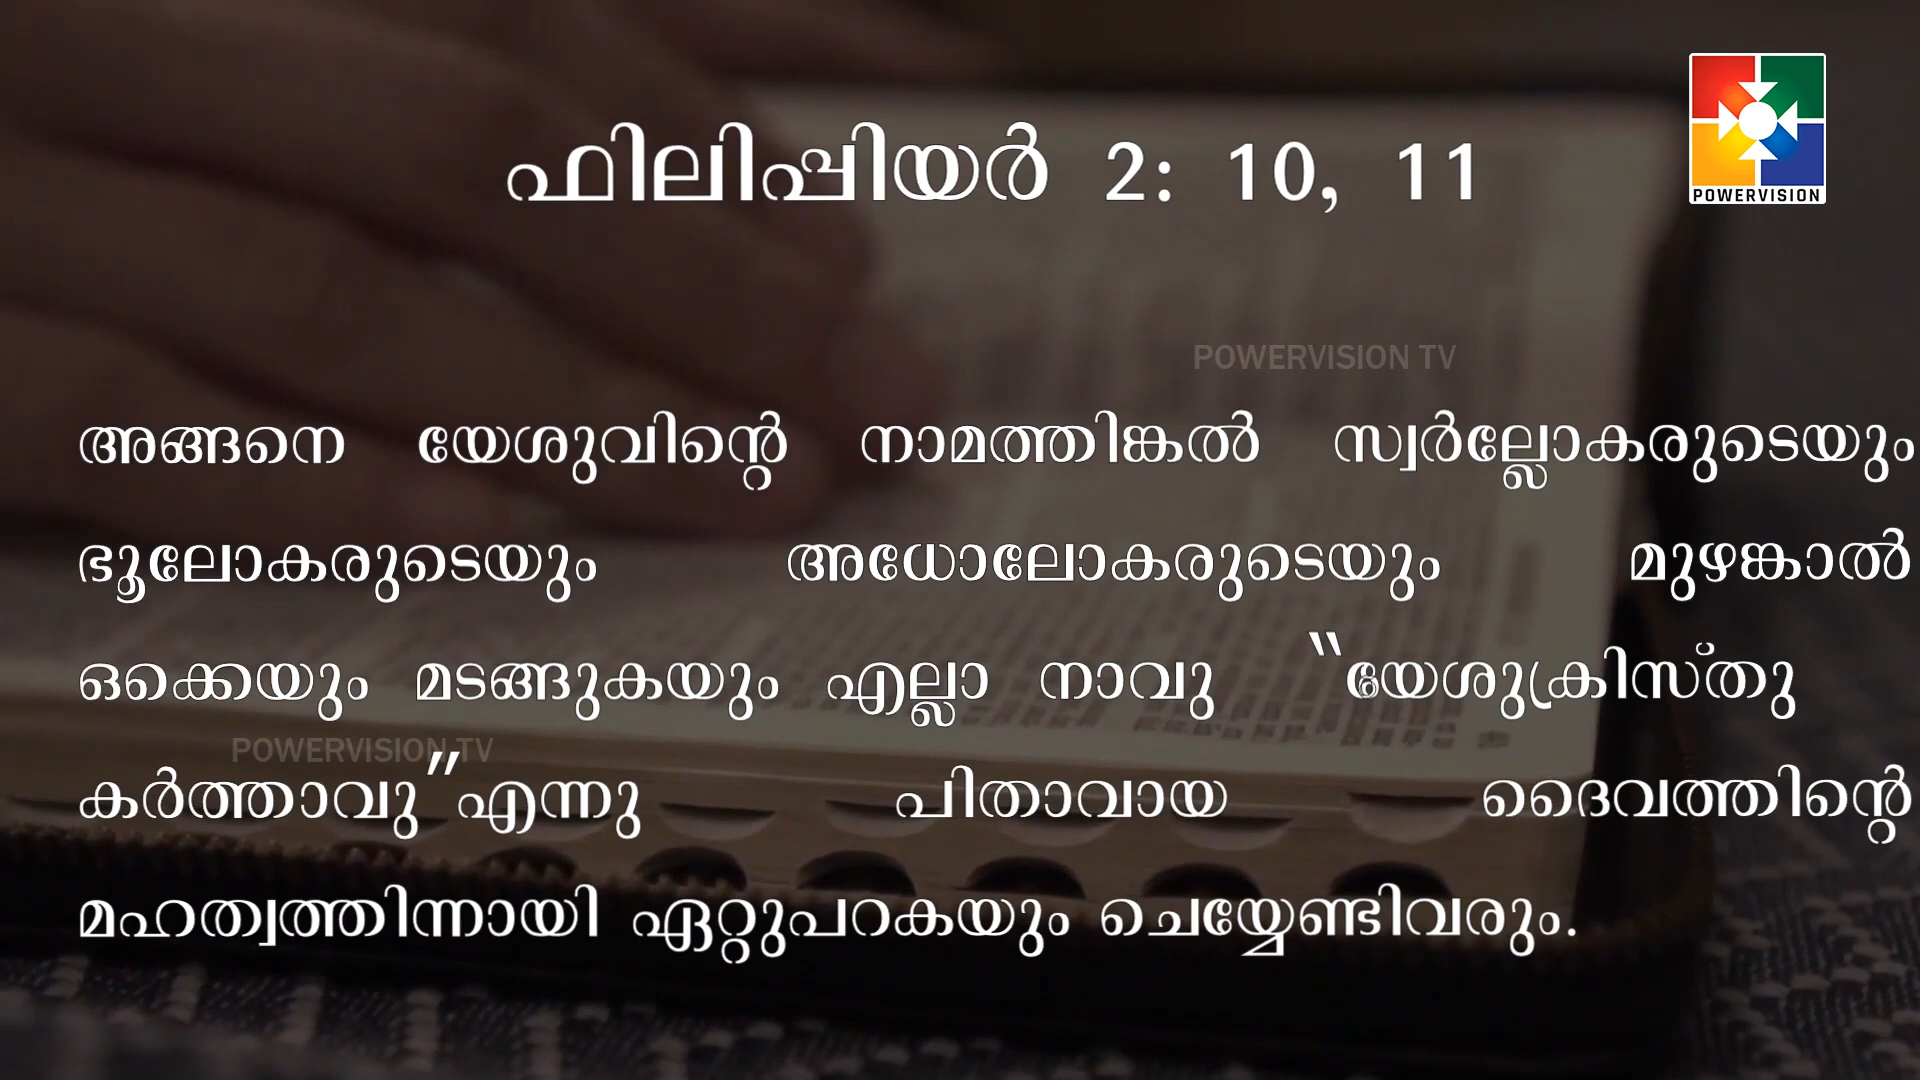 ഫിലിപ്പിയർ 2: 10, 11
POWERVISION
POWERVISION TV
അങ്ങനെ യേശുവിന്റെ നാമത്തിങ്കൽ സ്വർല്ലോകരുടെയും
ഭൂലോകരുടെയും അധോലോകരുടെയും മുഴങ്കാൽ
ഒക്കെയും മടങ്ങുകയും എല്ലാ നാവു “യേശുക്രിസ്തു
POWERVISION TV
കർത്താവു”എന്നു പിതാവായ ദൈവത്തിന്റെ
മഹത്വത്തിന്നായി ഏറ്റുപറകയും ചെയ്യേണ്ടിവരും.